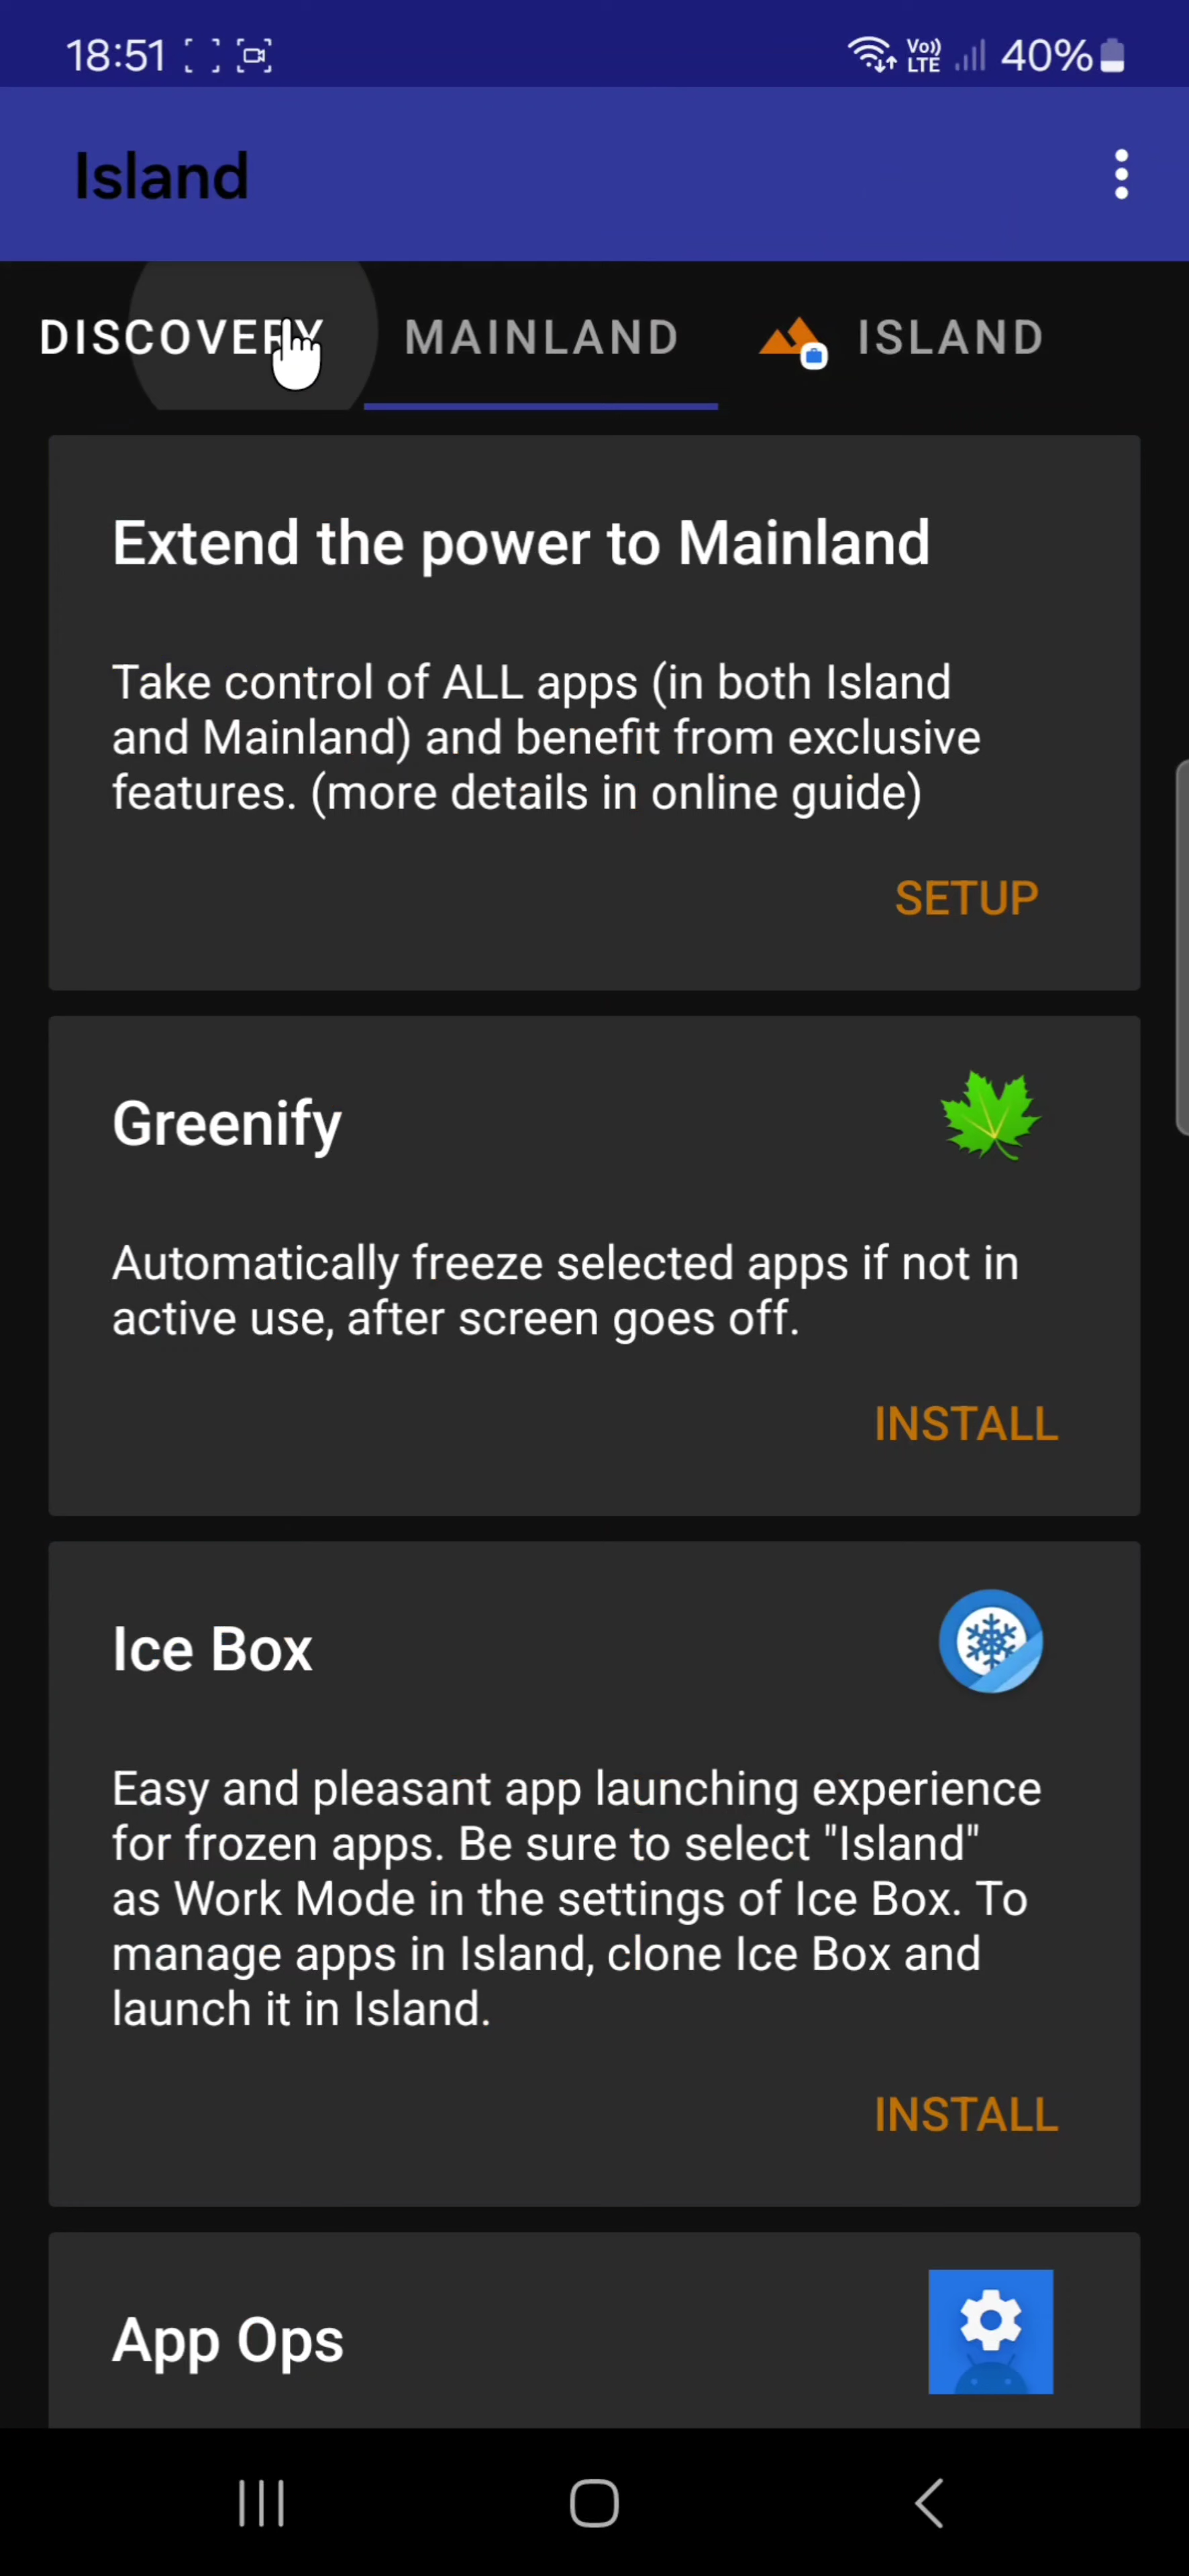 18:51
Vo)) LTE
40%
Island
DISCOVERY
MAINLAND
ISLAND
Extend the power to Mainland
Take control of ALL apps (in both Island
and Mainland) and benefit from exclusive
features. (more details in online guide)
SETUP
Greenify
Automatically freeze selected apps if not in
active use, after screen goes off.
INSTALL
Ice Box
Easy and pleasant app launching experience
for frozen apps. Be sure to select "Island"
as Work Mode in the settings of Ice Box. To
manage apps in Island, clone Ice Box and
launch it in Island.
INSTALL
App Ops